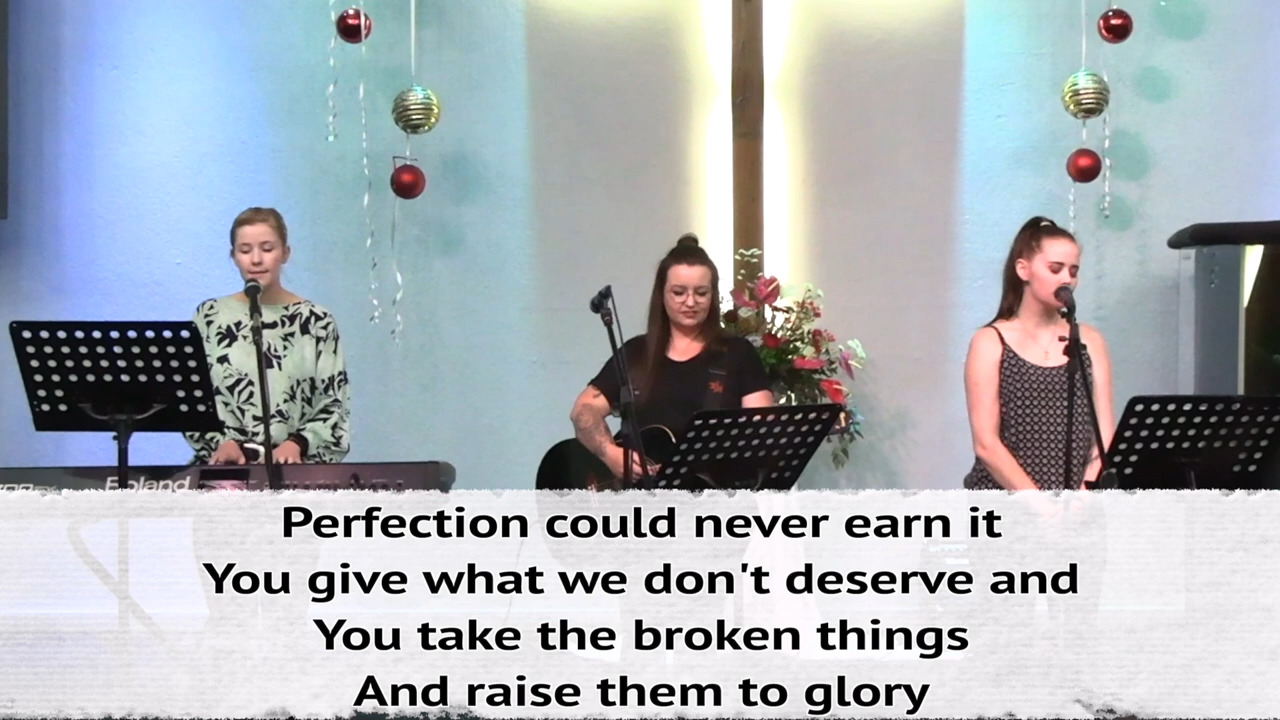 Roland
Perfection could never earn it
You give what we don't deserve and
You take the broken things
And raise them to glory